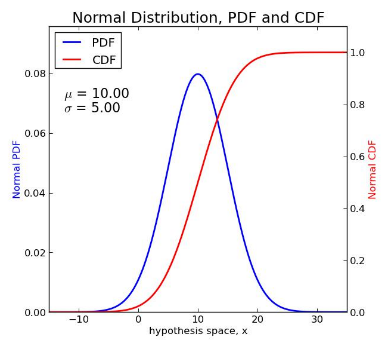 Normal Distribution, PDF and CDF
PDF
CDF
μ = 10.00
σ = 5.00
Normal PDF
0.08
0.06
0.04
0.02
0.00
Normal CDF
1.0
0.8
0.6
0.4
0.2
0.0
−10 0 10 20 30
hypothesis space, x